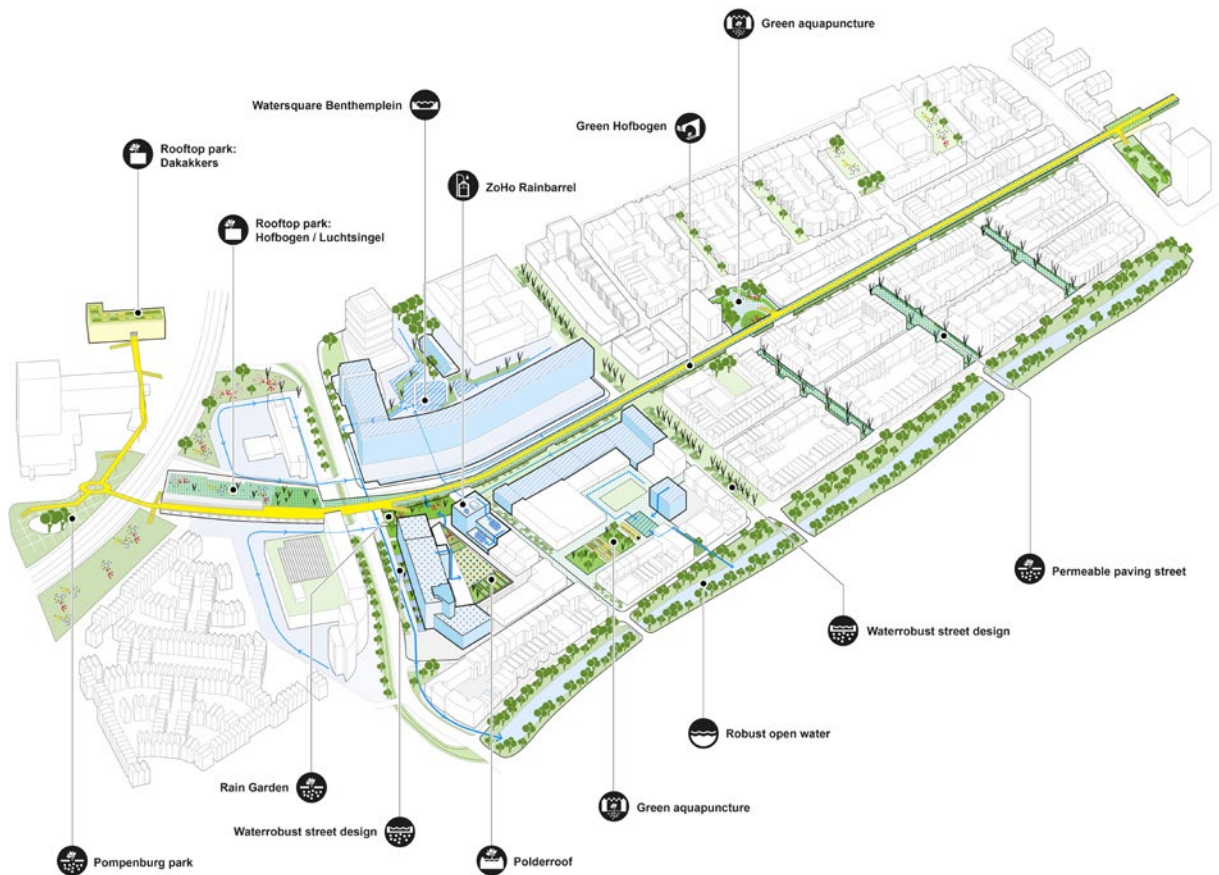 Green aquapuncture
Watersquare Benthemplein
Green Hofbogen
Rooftop park:
Dakakkers
ZoHo Rainbarrel
Rooftop park:
Hofbogen / Luchtsingel
Permeable paving street
Waterrobust street design
Robust open water
Rain Garden
Green aquapuncture
Waterrobust street design
Pompenburg park
Polderroof